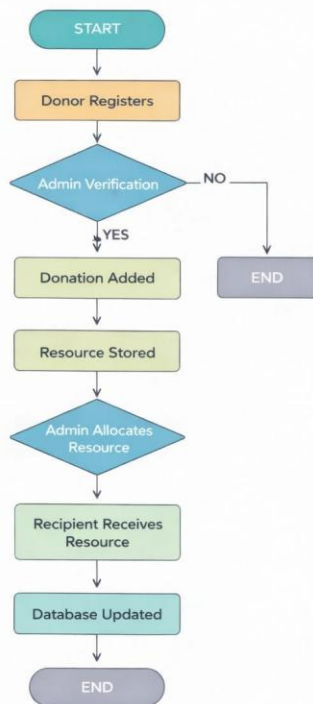 START
Donor Registers
Admin Verification
NO
YES
Donation Added
END
Resource Stored
Admin Allocates
Resource
Recipient Receives
Resource
Database Updated
END